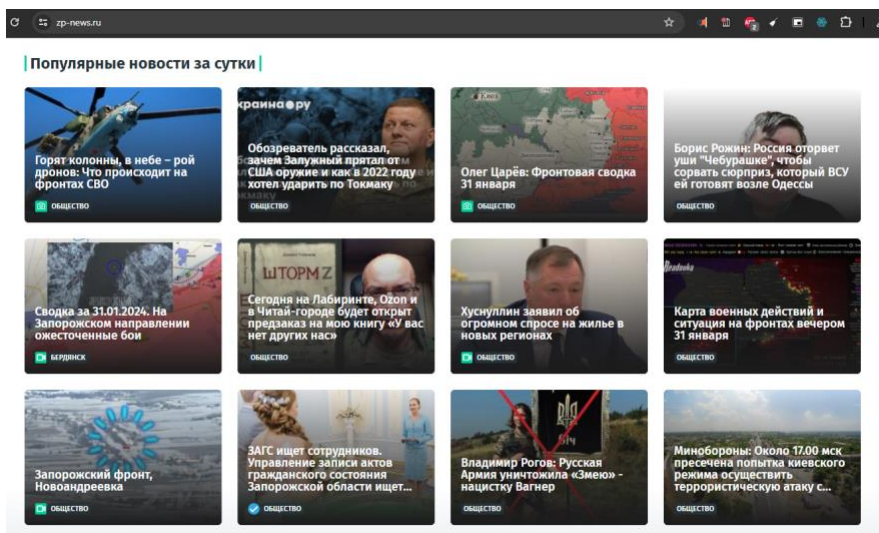 zp-news.ru
Популярные новости за сутки
Горят колонны, в небе – рой
дронов: Что происходит на
фронтах СВО
ОБЩЕСТВО
краина ру
Обозреватель рассказал,
зачем Залужный прятал от
США оружие и как в 2022 году
хотел ударить по Токмаку
ОБЩЕСТВО
Олег Царёв: Фронтовая сводка
31 января
ОБЩЕСТВО
Борис Рожин: Россия оторвет
уши "Чебурашке", чтобы
сорвать сюрприз, который ВСУ
ей готовят возле Одессы
ОБЩЕСТВО
Сводка за 31.01.2024. На
Запорожском направлении
ожесточенные бои
БЕРДЯНСК
ШТОРМ Z
Сегодня на Лабиринте, Ozon и
в Читай-городе будет открыт
предзаказ на мою книгу «У вас
нет других нас»
ОБЩЕСТВО
Хуснуллин заявил об
огромном спросе на жилье в
новых регионах
ОБЩЕСТВО
Readovka
Карта военных действий и
ситуация на фронтах вечером
31 января
ОБЩЕСТВО
Запорожский фронт,
Новоандреевка
ОБЩЕСТВО
ЗАГС ищет сотрудников.
Управление записи актов
гражданского состояния
Запорожской области ищет...
ОБЩЕСТВО
Владимир Рогов: Русская
Армия уничтожила «Змею» -
нацистку Вагнер
ОБЩЕСТВО
Минобороны: Около 17.00 мск
пресечена попытка киевского
режима осуществить
террористическую атаку с...
ОБЩЕСТВО